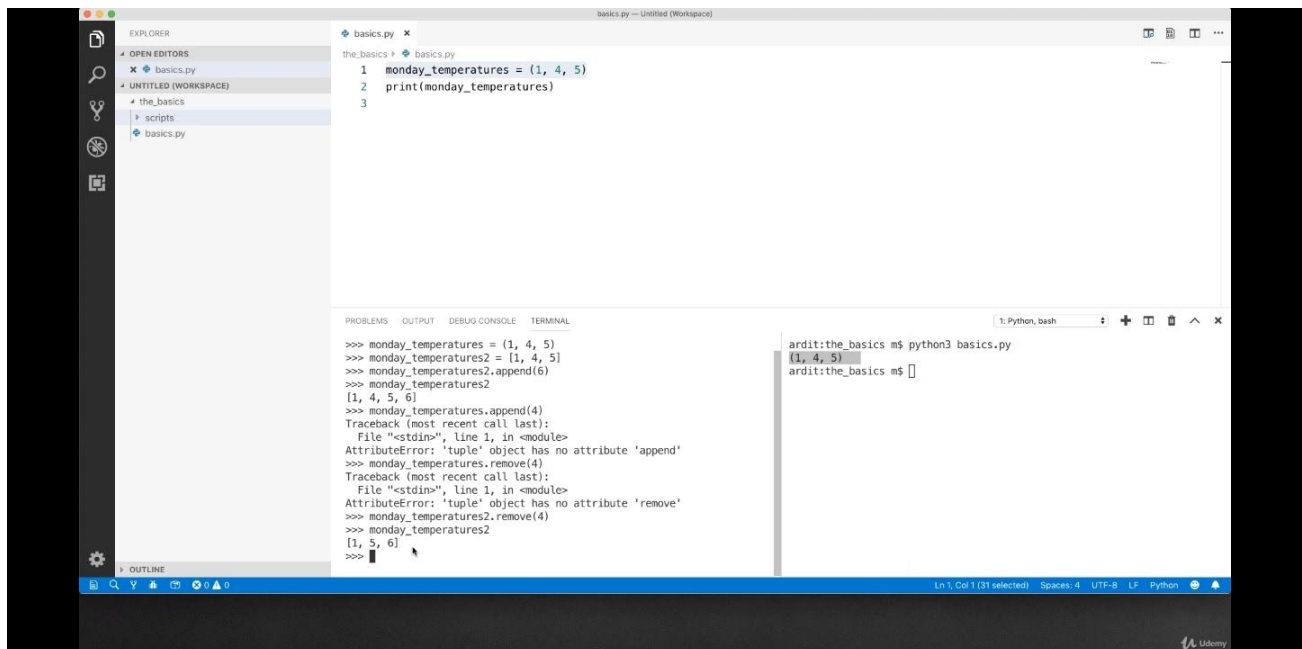 basics.py — Untitled (Workspace)
EXPLORER
OPEN EDITORS
basics.py
UNTITLED (WORKSPACE)
the_basics
scripts
basics.py
OUTLINE
basics.py
the_basics basics.py
1 monday_temperatures = (1, 4, 5)
2 print(monday_temperatures)
3
PROBLEMS OUTPUT DEBUG CONSOLE TERMINAL
1: Python, bash
>>> monday_temperatures = (1, 4, 5)
>>> monday_temperatures2 = [1, 4, 5]
>>> monday_temperatures2.append(6)
>>> monday_temperatures2
[1, 4, 5, 6]
>>> monday_temperatures.append(4)
Traceback (most recent call last):
  File "<stdin>", line 1, in <module>
AttributeError: 'tuple' object has no attribute 'append'
>>> monday_temperatures.remove(4)
Traceback (most recent call last):
  File "<stdin>", line 1, in <module>
AttributeError: 'tuple' object has no attribute 'remove'
>>> monday_temperatures2.remove(4)
>>> monday_temperatures2
[1, 5, 6]
>>>
ardit:the_basics m$ python3 basics.py
(1, 4, 5)
ardit:the_basics m$
0 0
Ln 1, Col 1 (31 selected) Spaces: 4 UTF-8 LF Python
Udemy